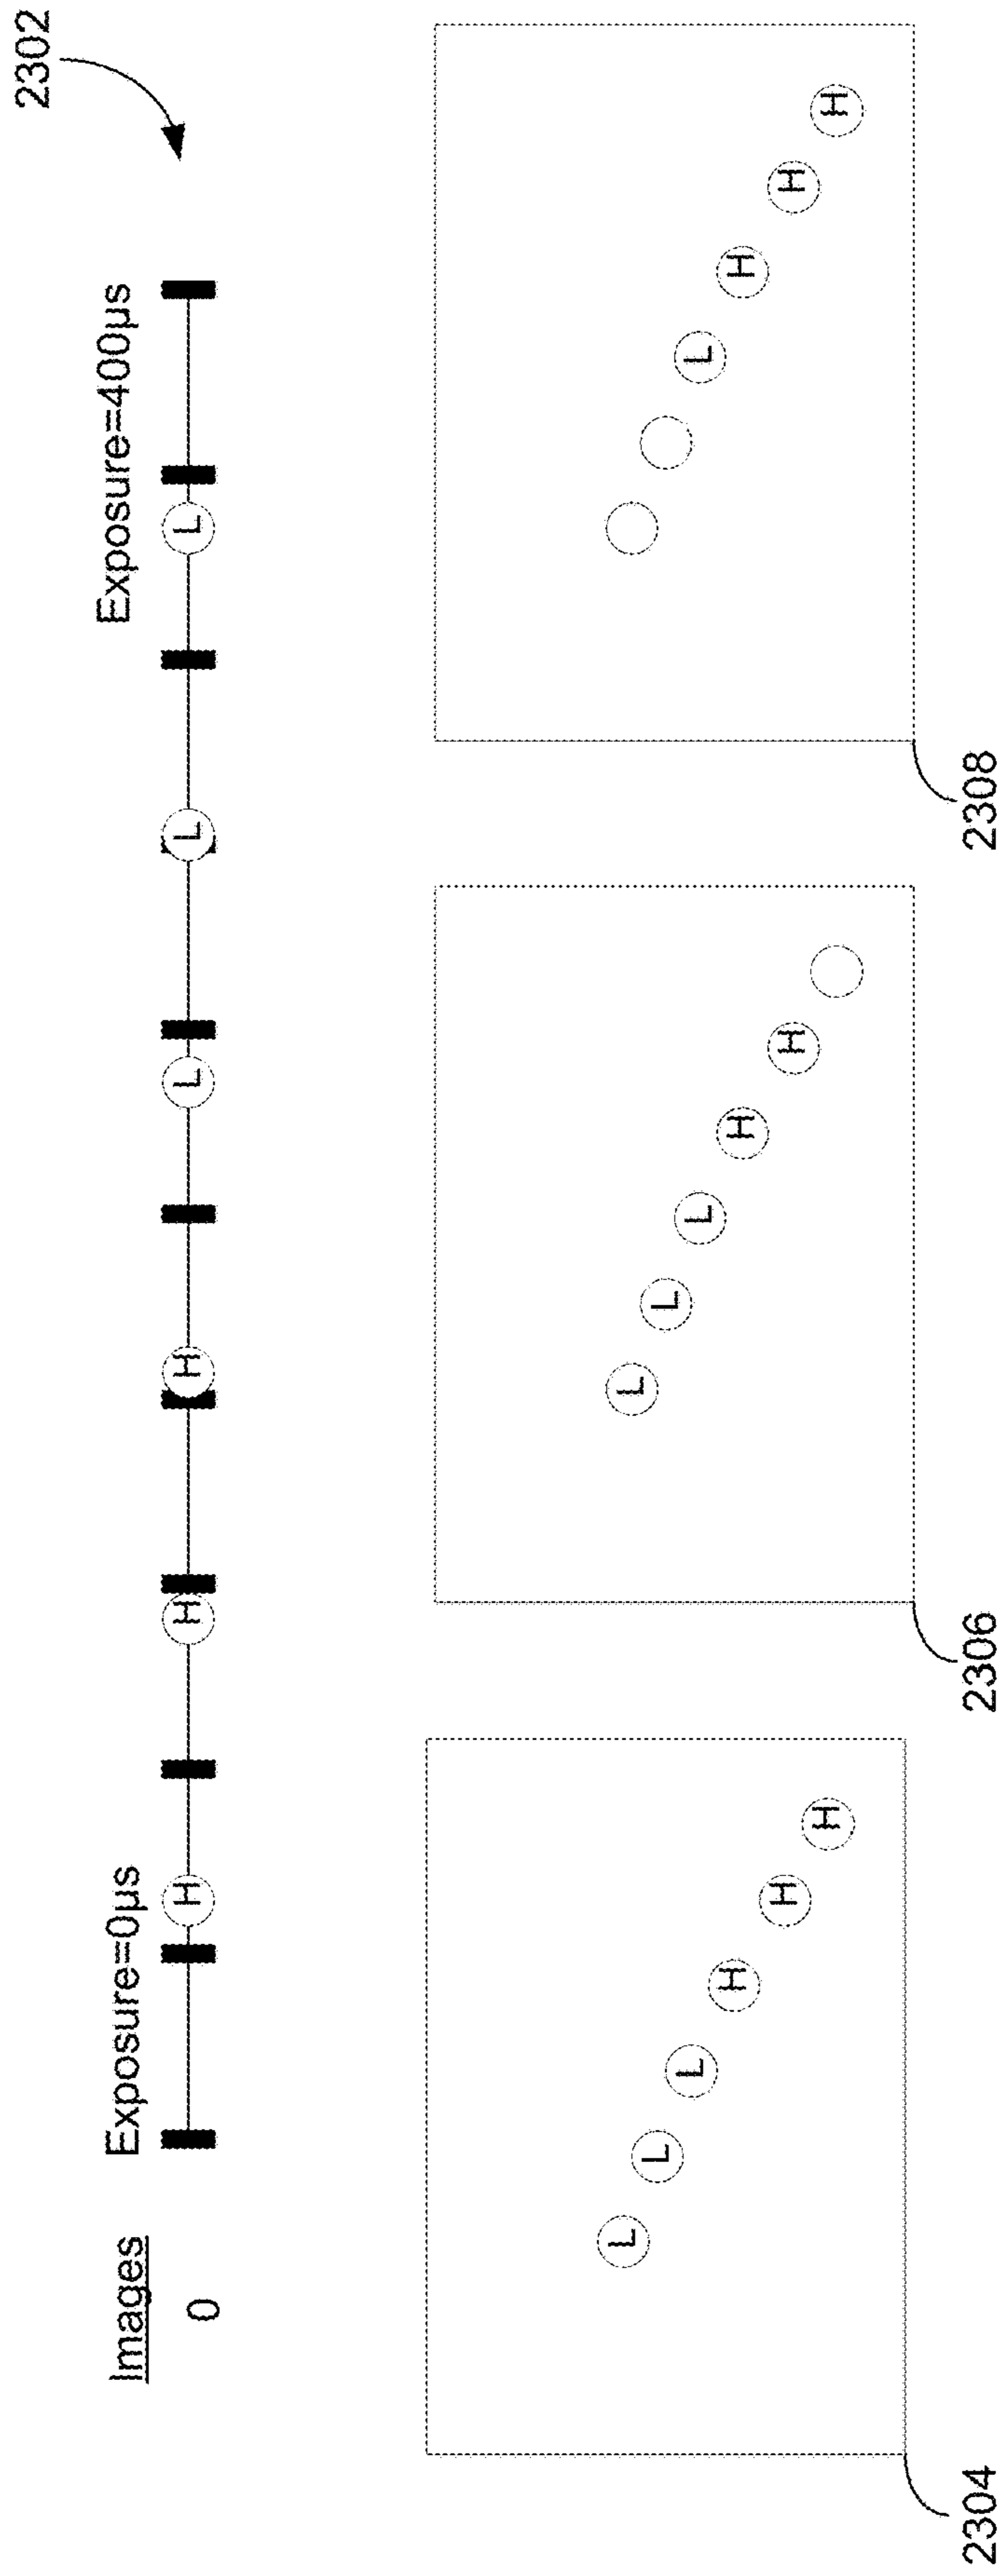 2302
Images Exposure=0µs Exposure=400µs
0 H H H L L L
L
L
L
H
H
H
2304
L
L
L
H
H
2306
L
H
H
H
2308